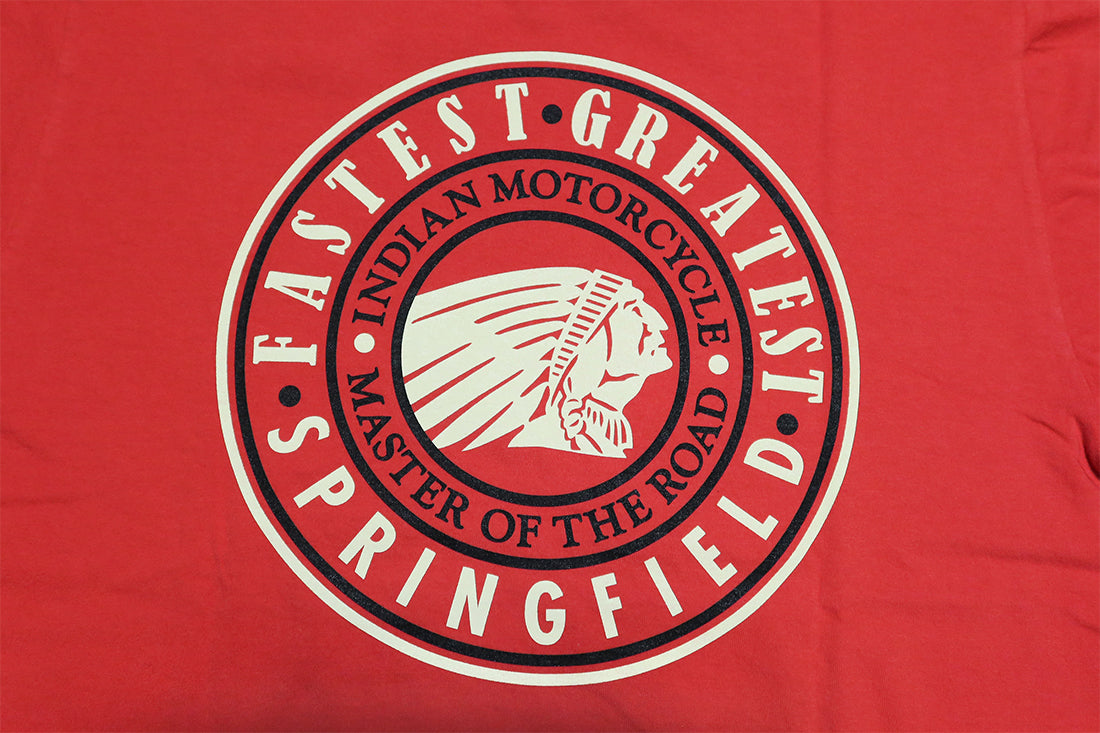 FASTEST • GREATEST
• SPRINGFIELD •
INDIAN MOTORCYCLE
• MASTER OF THE ROAD •